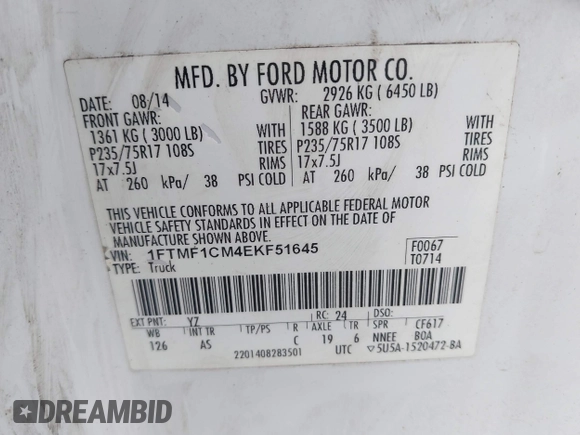 MFD. BY FORD MOTOR CO.
DATE: 08/14 GVWR: 2926 KG ( 6450 LB)
FRONT GAWR: REAR GAWR:
1361 KG ( 3000 LB) WITH 1588 KG ( 3500 LB) WITH
P235/75R17 108S TIRES P235/75R17 108S TIRES
17x7.5J RIMS 17x7.5J RIMS
AT 260 kPa/ 38 PSI COLD AT 260 kPa/ 38 PSI COLD
THIS VEHICLE CONFORMS TO ALL APPLICABLE FEDERAL MOTOR
VEHICLE SAFETY STANDARDS IN EFFECT ON THE DATE OF
MANUFACTURE SHOWN ABOVE.
VIN: 1FTMF1CM4EKF51645 F0067
TYPE: Truck T0714
EXT PNT: YZ RC: 24 DSO:
WB INT TR TP/PS R AXLE TR SPR CF617
126 AS C 19 6 NNEE BOA
2201408283501 UTC ▽5U5A-1520472-BA
DREAMBID